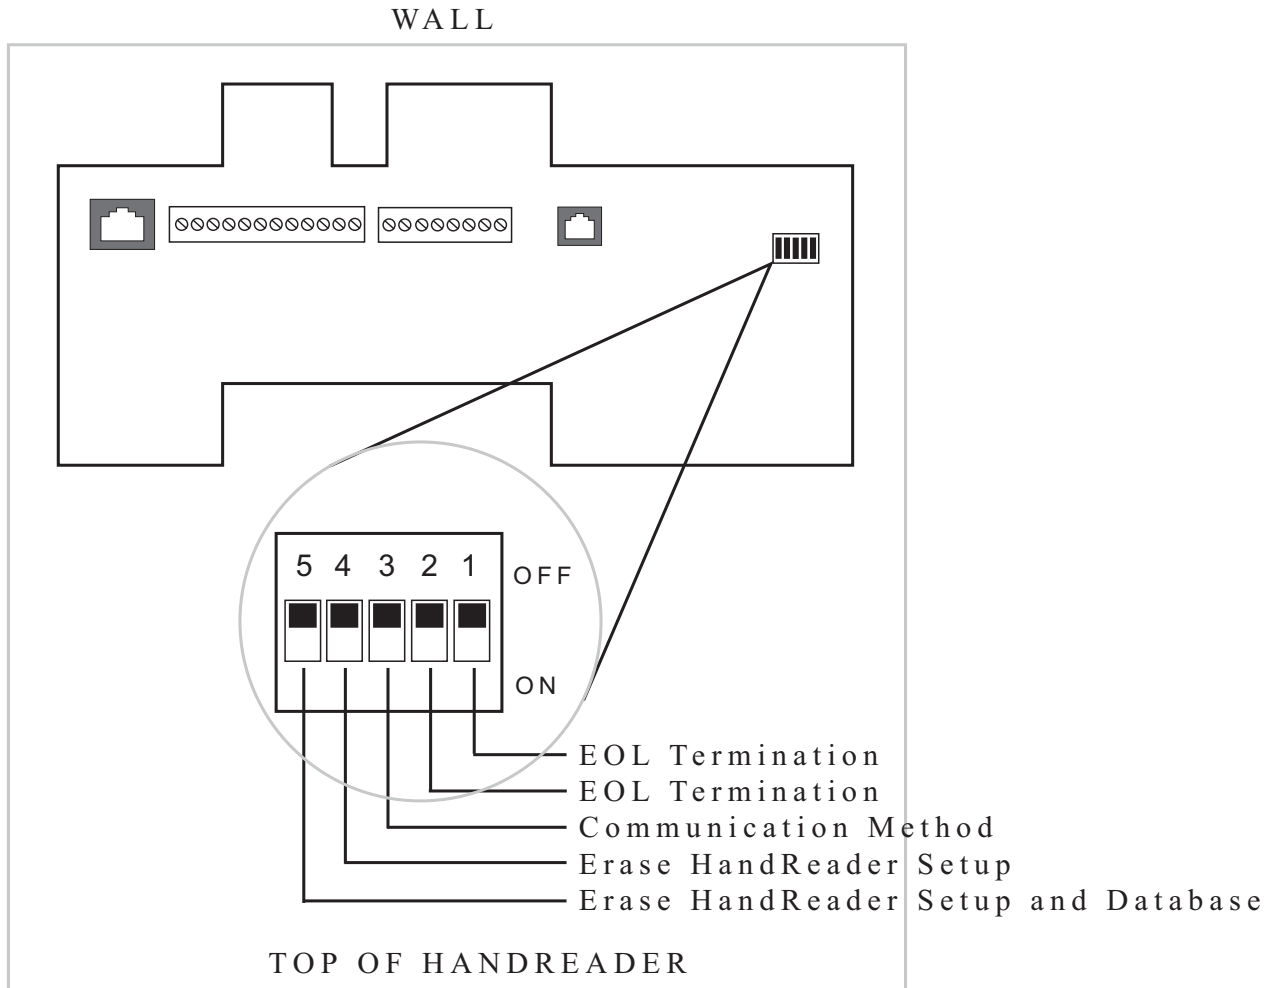 WALL
5 4 3 2 1
OFF
ON
EOL Termination
EOL Termination
Communication Method
Erase HandReader Setup
Erase HandReader Setup and Database
TOP OF HANDREADER